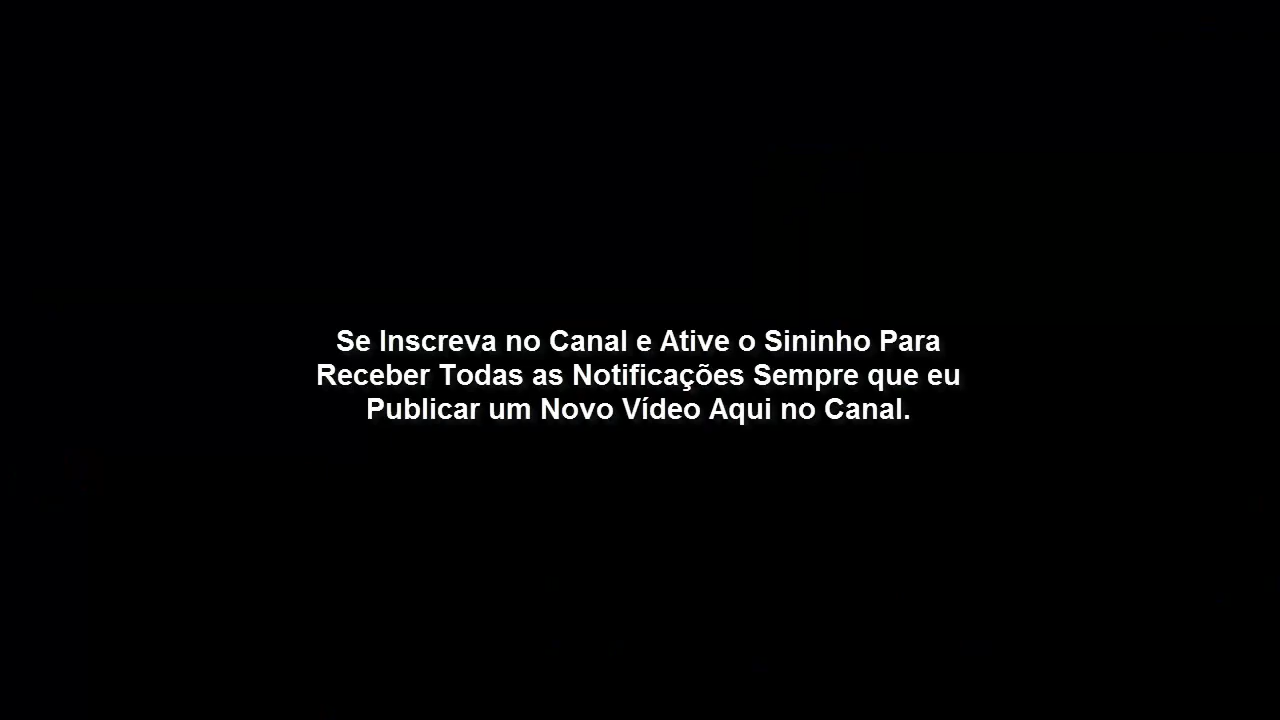 Se Inscreva no Canal e Ative o Sininho Para
Receber Todas as Notificações Sempre que eu
Publicar um Novo Vídeo Aqui no Canal.